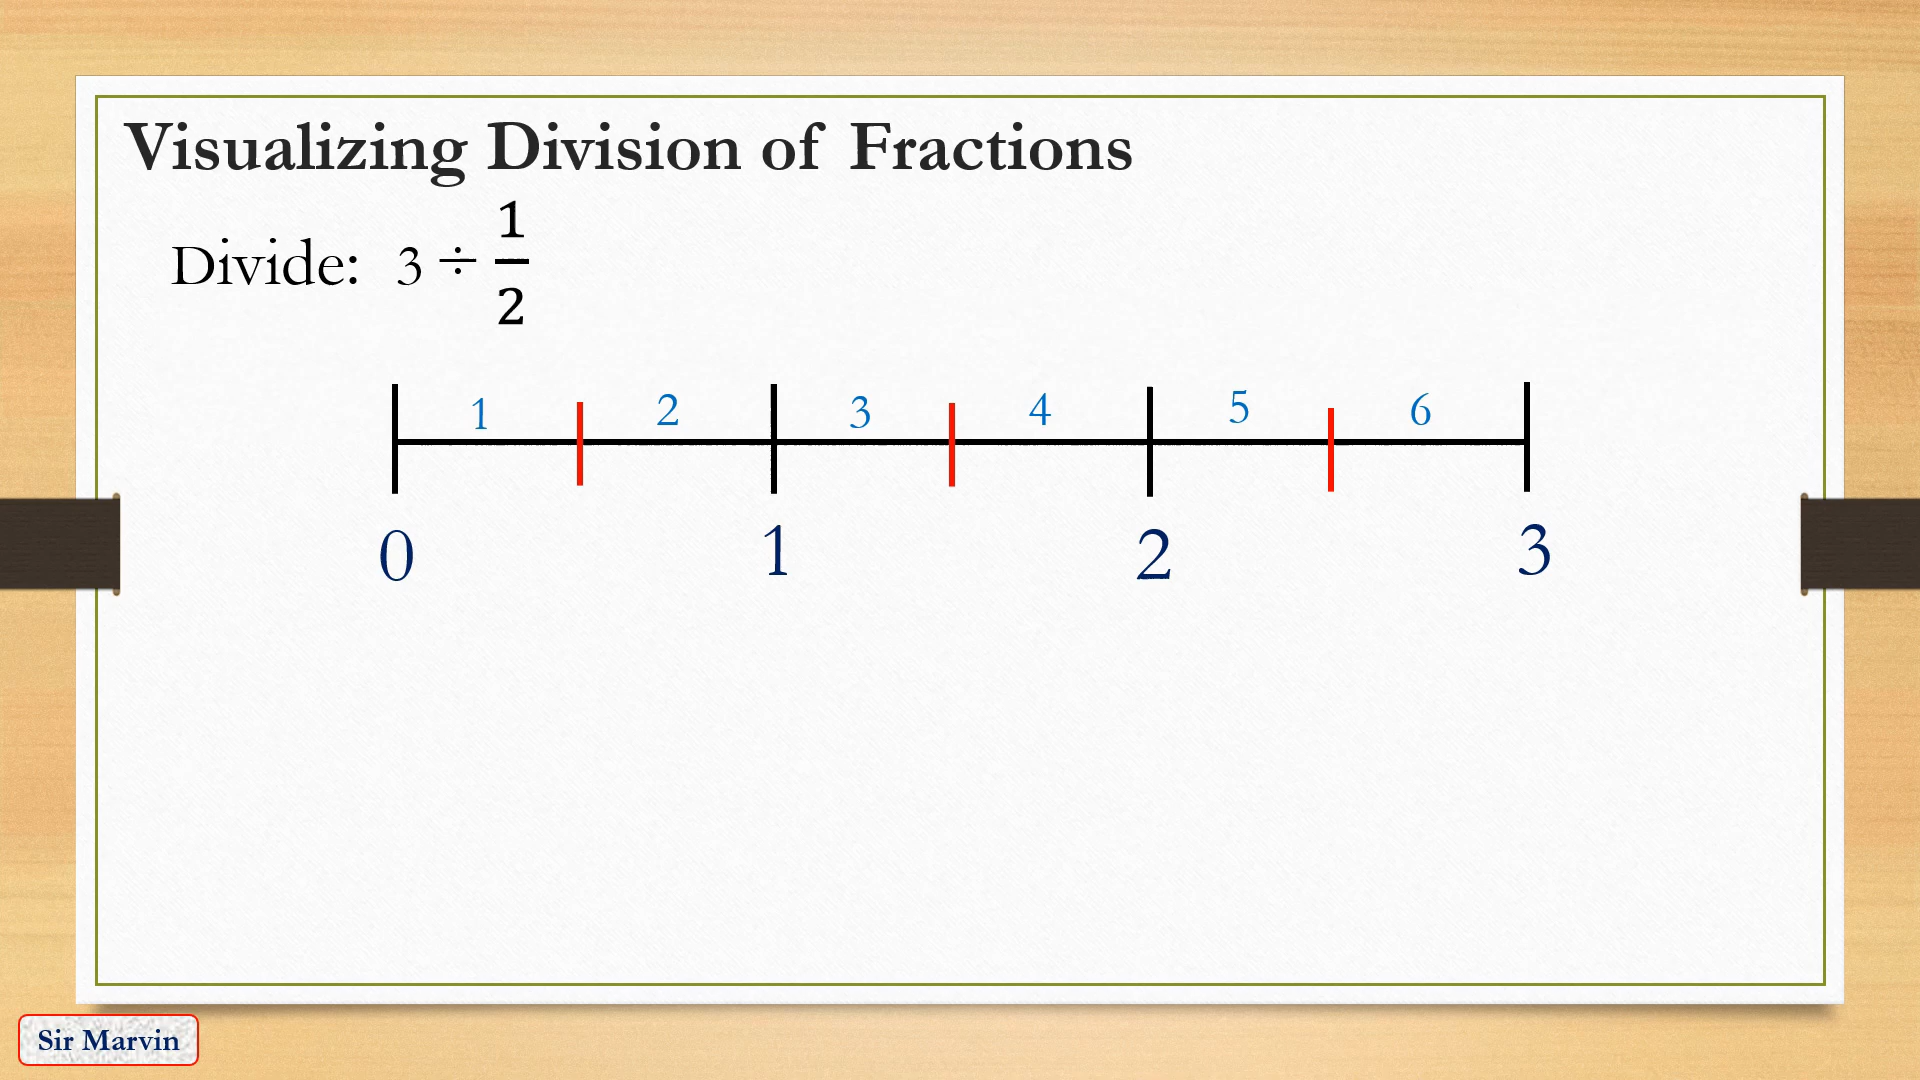 Visualizing Division of Fractions
Divide: 3 ÷ 1/2
1 2 3 4 5 6
0 1 2 3
Sir Marvin